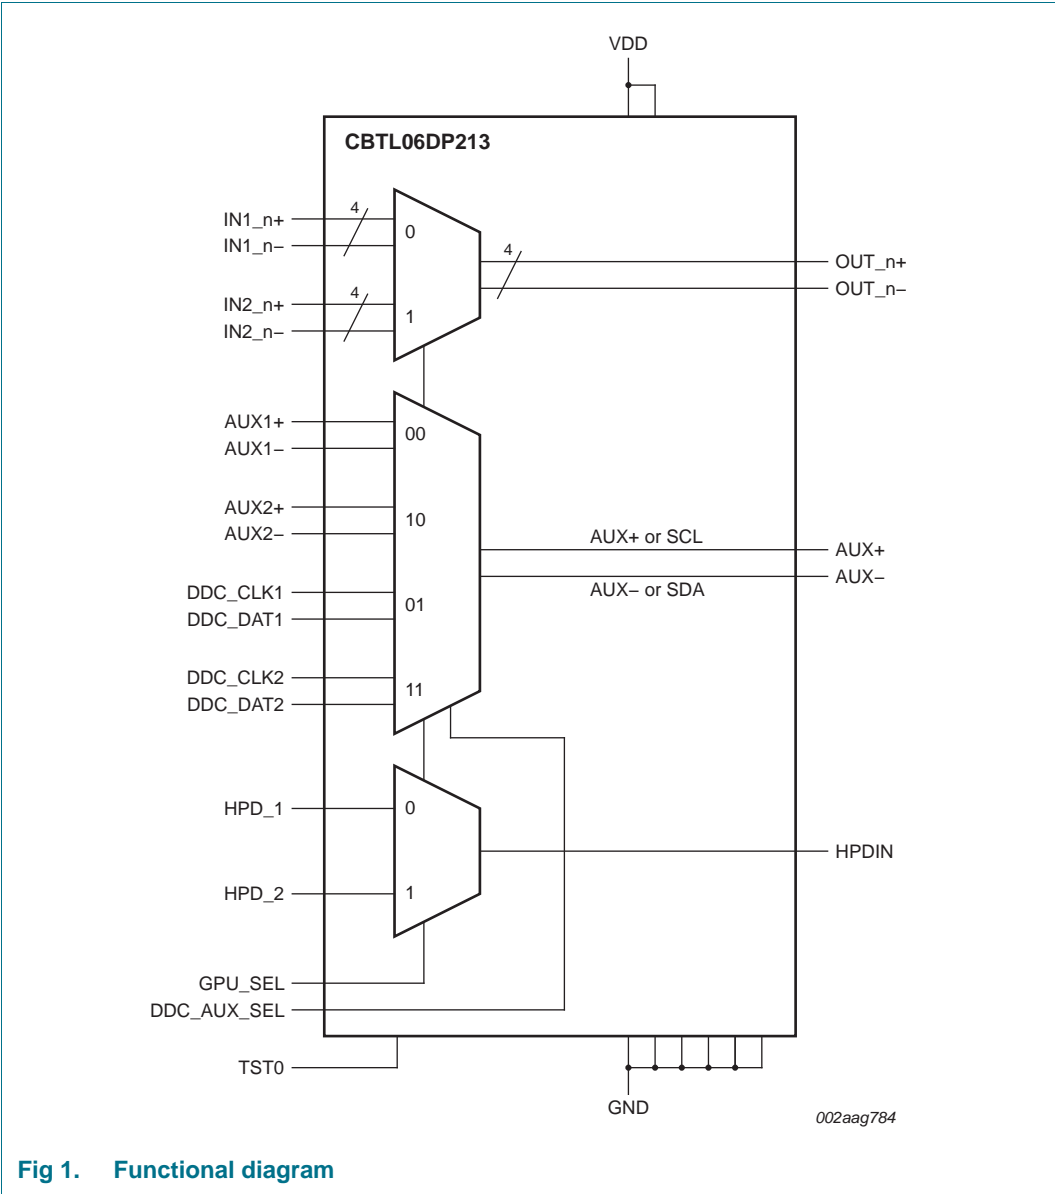 VDD
CBTL06DP213
4
IN1_n+
0
IN1_n−
4
OUT_n+
OUT_n−
4
IN2_n+
1
IN2_n−
AUX1+
00
AUX1−
AUX2+
10
AUX2−
AUX+ or SCL
AUX+
AUX−
AUX− or SDA
DDC_CLK1
01
DDC_DAT1
DDC_CLK2
11
DDC_DAT2
HPD_1
0
HPDIN
HPD_2
1
GPU_SEL
DDC_AUX_SEL
TST0
GND
002aag784
Fig 1. Functional diagram